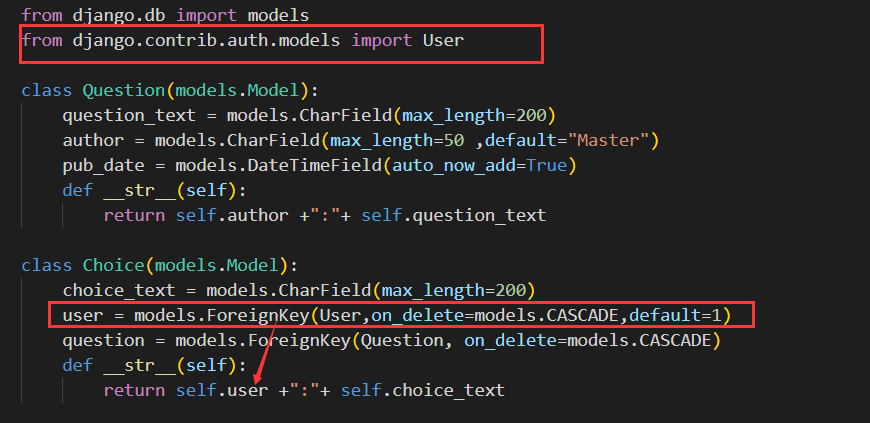 from django.db import models
from django.contrib.auth.models import User
class Question(models.Model):
question_text = models.CharField(max_length=200)
author = models.CharField(max_length=50 ,default="Master")
pub_date = models.DateTimeField(auto_now_add=True)
def __str__(self):
return self.author +":"+ self.question_text
class Choice(models.Model):
choice_text = models.CharField(max_length=200)
user = models.ForeignKey(User,on_delete=models.CASCADE,default=1)
question = models.ForeignKey(Question, on_delete=models.CASCADE)
def __str__(self):
return self.user +":"+ self.choice_text